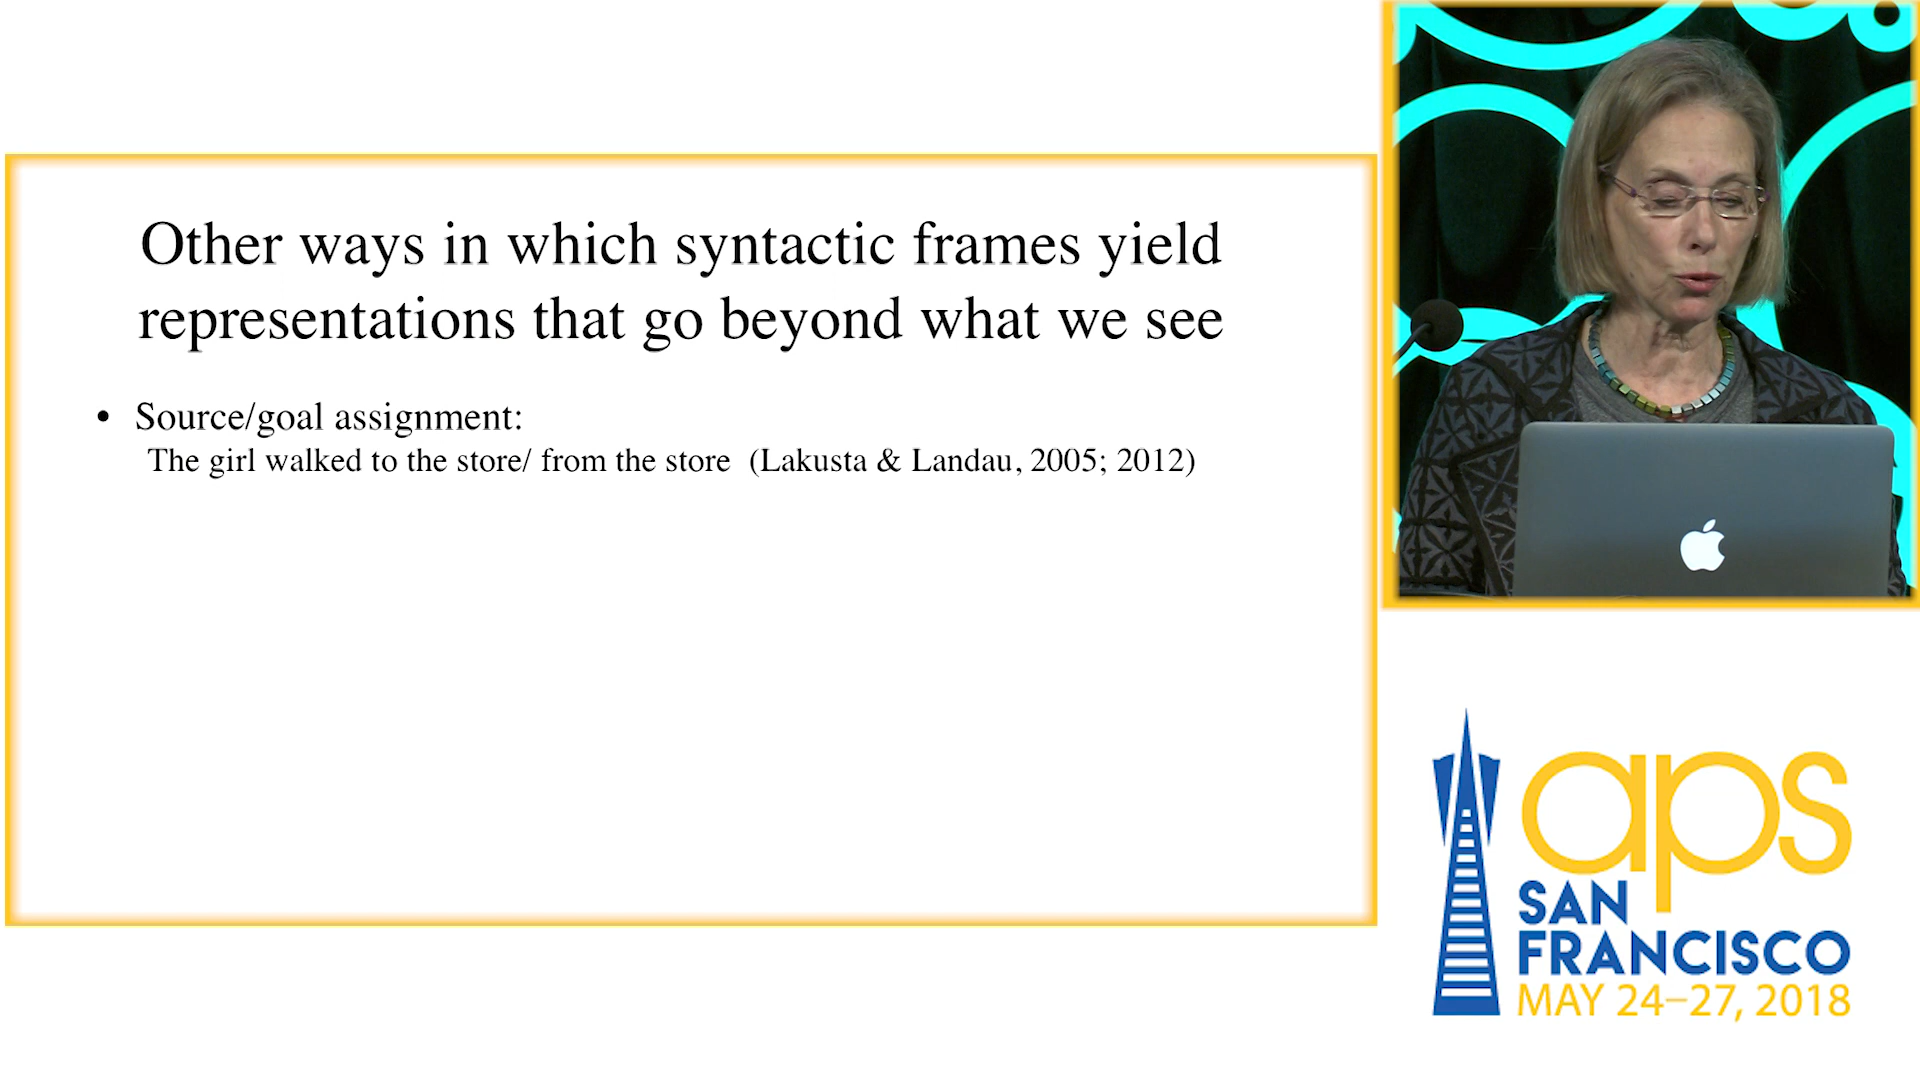 Other ways in which syntactic frames yield
representations that go beyond what we see
• Source/goal assignment:
The girl walked to the store/ from the store (Lakusta & Landau, 2005; 2012)
aps
SAN
FRANCISCO
MAY 24–27, 2018